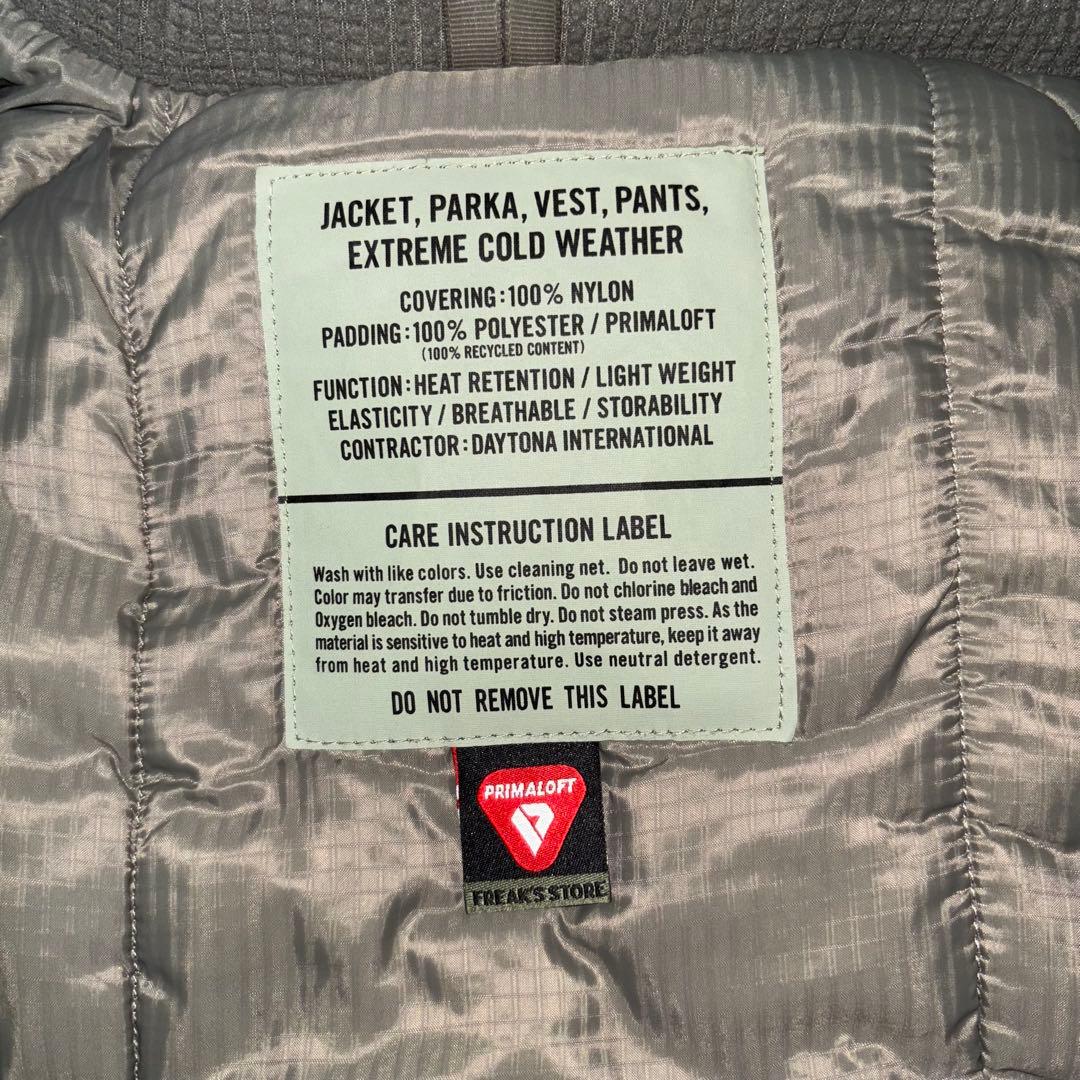 JACKET, PARKA, VEST, PANTS,
EXTREME COLD WEATHER
COVERING:100% NYLON
PADDING:100% POLYESTER / PRIMALOFT
(100% RECYCLED CONTENT)
FUNCTION:HEAT RETENTION / LIGHT WEIGHT
ELASTICITY / BREATHABLE / STORABILITY
CONTRACTOR:DAYTONA INTERNATIONAL
CARE INSTRUCTION LABEL
Wash with like colors. Use cleaning net. Do not leave wet.
Color may transfer due to friction. Do not chlorine bleach and
Oxygen bleach. Do not tumble dry. Do not steam press. As the
material is sensitive to heat and high temperature, keep it away
from heat and high temperature. Use neutral detergent.
DO NOT REMOVE THIS LABEL
PRIMALOFT
FREAK'S STORE